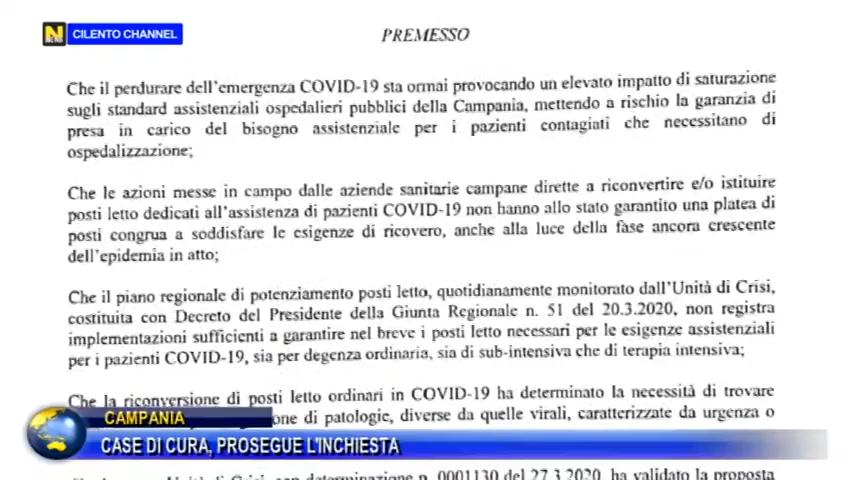 CILENTO CHANNEL
PREMESSO
Che il perdurare dell'emergenza COVID-19 sta ormai provocando un elevato impatto di saturazione
sugli standard assistenziali ospedalieri pubblici della Campania, mettendo a rischio la garanzia di
presa in carico del bisogno assistenziale per i pazienti contagiati che necessitano di
ospedalizzazione;
Che le azioni messe in campo dalle aziende sanitarie campane dirette a riconvertire e/o istituire
posti letto dedicati all'assistenza di pazienti COVID-19 non hanno allo stato garantito una platea di
posti congrua a soddisfare le esigenze di ricovero, anche alla luce della fase ancora crescente
dell'epidemia in atto;
Che il piano regionale di potenziamento posti letto, quotidianamente monitorato dall'Unità di Crisi,
costituita con Decreto del Presidente della Giunta Regionale n. 51 del 20.3.2020, non registra
implementazioni sufficienti a garantire nel breve i posti letto necessari per le esigenze assistenziali
per i pazienti COVID-19, sia per degenza ordinaria, sia di sub-intensiva che di terapia intensiva;
Che la riconversione di posti letto ordinari in COVID-19 ha determinato la necessità di trovare
one di patologie, diverse da quelle virali, caratterizzate da urgenza o
CAMPANIA
CASE DI CURA, PROSEGUE L'INCHIESTA
Unità di Crisi, con determinazione n. 0001130 del 27.3.2020, ha validato la proposta